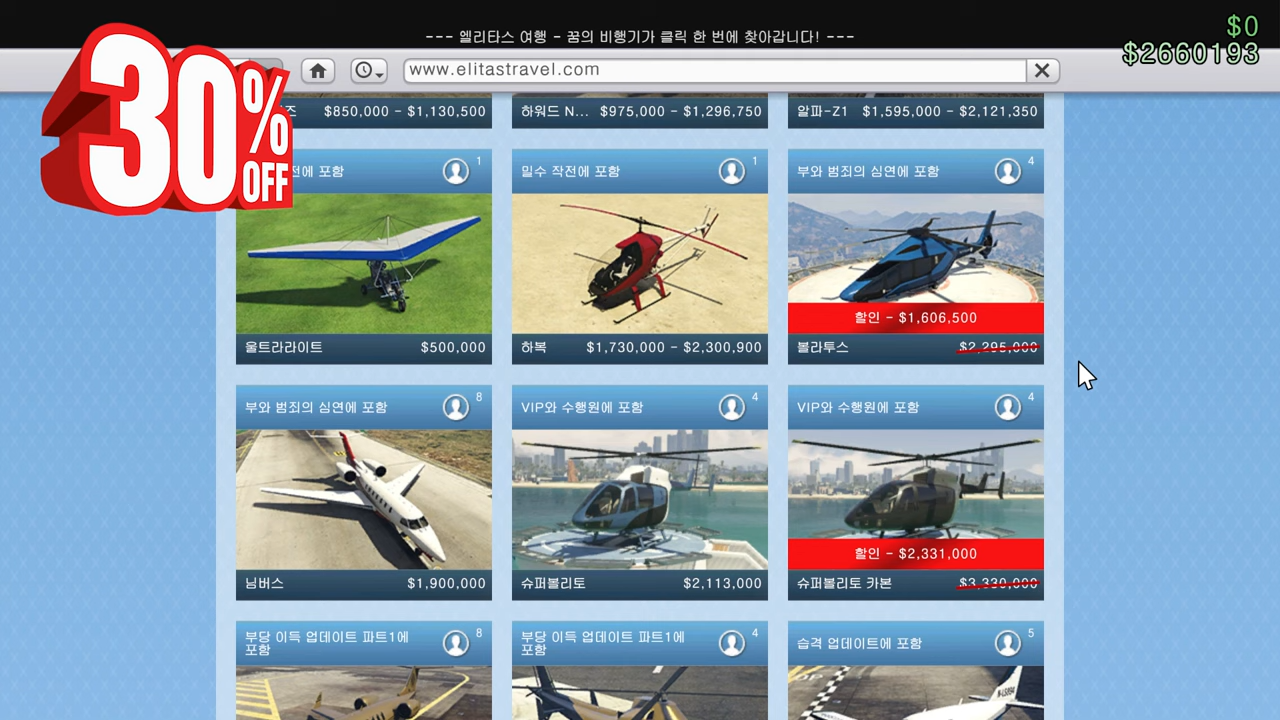 --- 엘리타스 여행 - 꿈의 비행기가 클릭 한 번에 찾아갑니다! ---
$0
$2660193
www.elitastravel.com
30%
OFF
즈 $850,000 - $1,130,500
하워드 N... $975,000 - $1,296,750
알파-Z1 $1,595,000 - $2,121,350
전에 포함 1
밀수 작전에 포함 1
부와 범죄의 심연에 포함 4
할인 - $1,606,500
울트라라이트 $500,000
하복 $1,730,000 - $2,300,900
볼라투스 $2,295,000
부와 범죄의 심연에 포함 8
VIP와 수행원에 포함 4
VIP와 수행원에 포함 4
할인 - $2,331,000
님버스 $1,900,000
슈퍼볼리토 $2,113,000
슈퍼볼리토 카본 $3,330,000
부당 이득 업데이트 파트1에
포함 8
부당 이득 업데이트 파트1에
포함 4
습격 업데이트에 포함 5